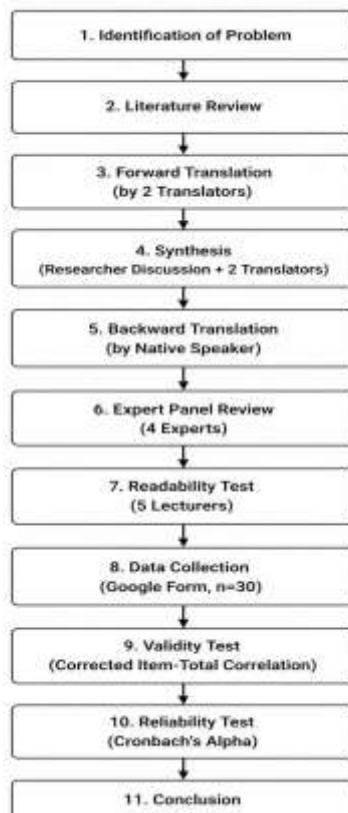 1. Identification of Problem
2. Literature Review
3. Forward Translation
(by 2 Translators)
4. Synthesis
(Researcher Discussion + 2 Translators)
5. Backward Translation
(by Native Speaker)
6. Expert Panel Review
(4 Experts)
7. Readability Test
(5 Lecturers)
8. Data Collection
(Google Form, n=30)
9. Validity Test
(Corrected Item-Total Correlation)
10. Reliability Test
(Cronbach's Alpha)
11. Conclusion